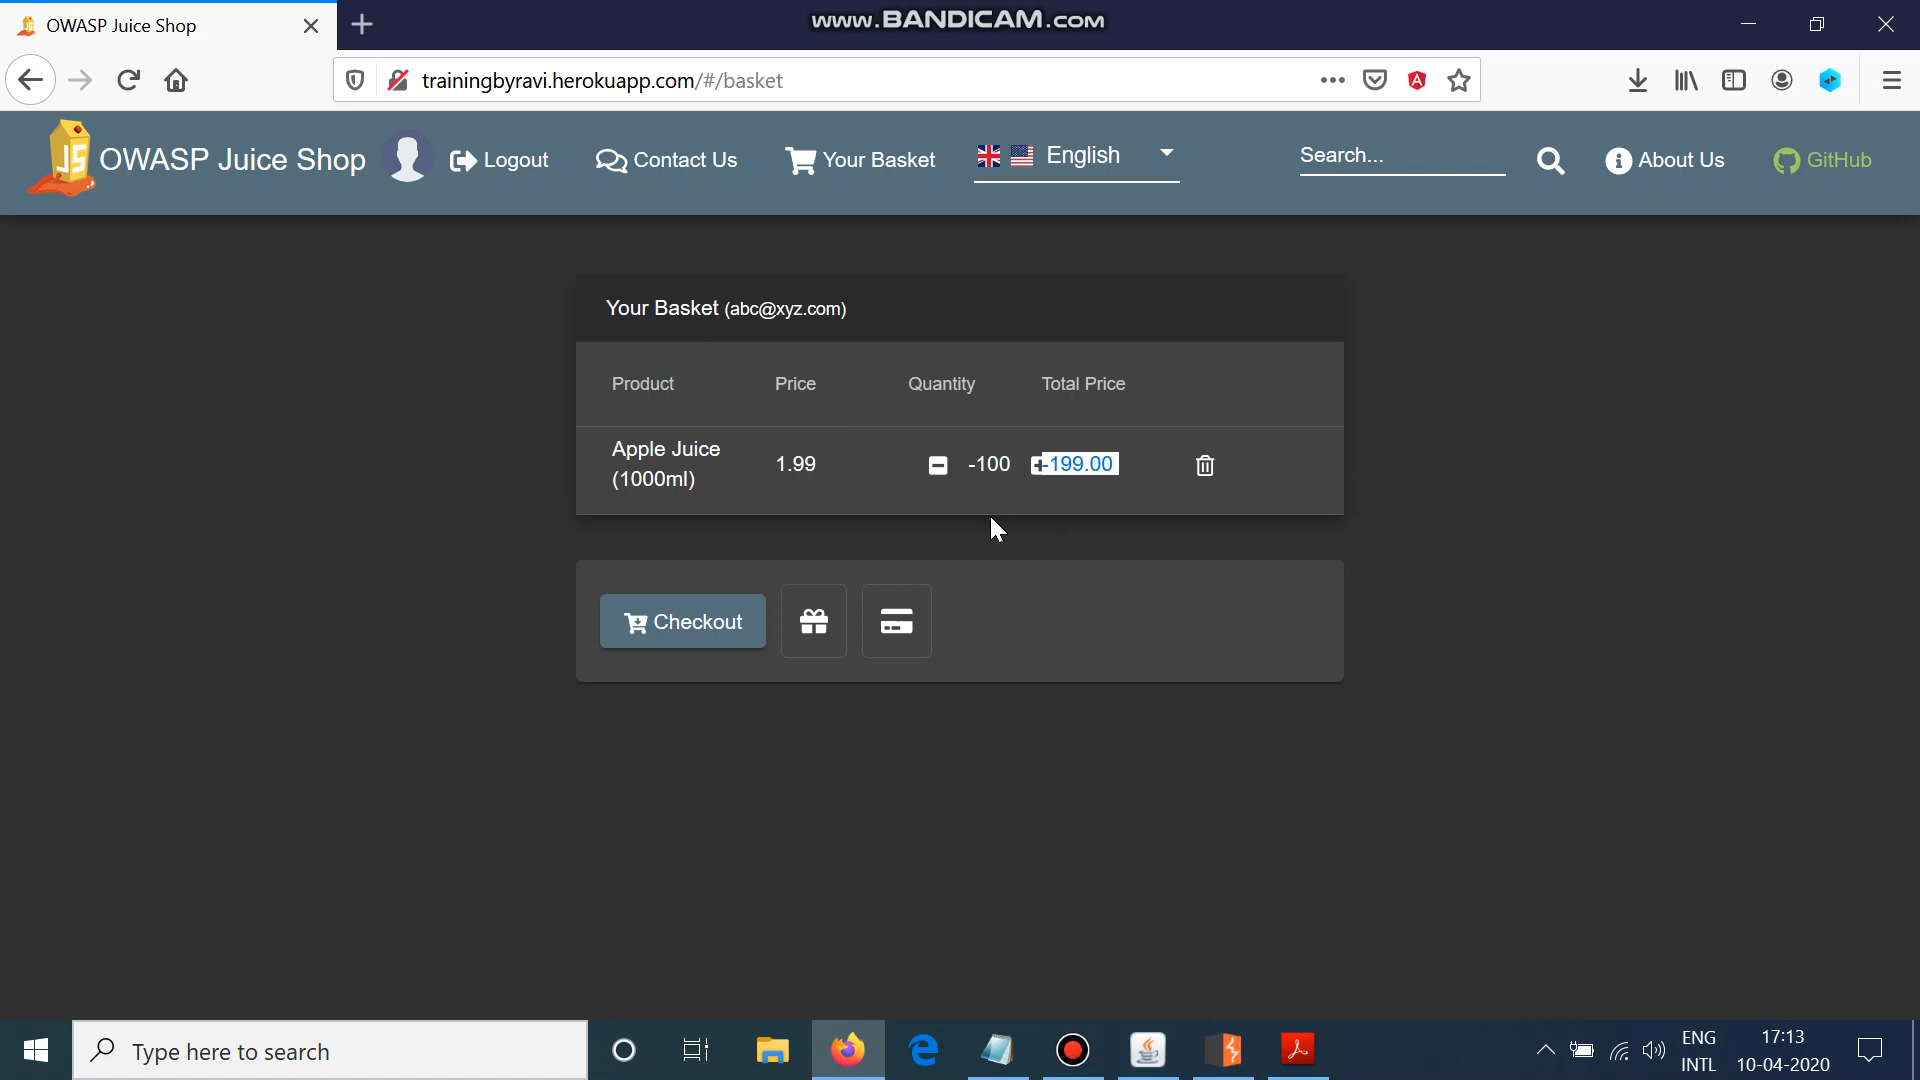 OWASP Juice Shop
www.BANDICAM.com
trainingbyravi.herokuapp.com/#/basket
JS
OWASP Juice Shop
Logout
Contact Us
Your Basket
English
Search...
About Us
GitHub
Your Basket (abc@xyz.com)
Product Price Quantity Total Price
Apple Juice
(1000ml)
1.99
-100
-199.00
Checkout
Type here to search
ENG
INTL
17:13
10-04-2020